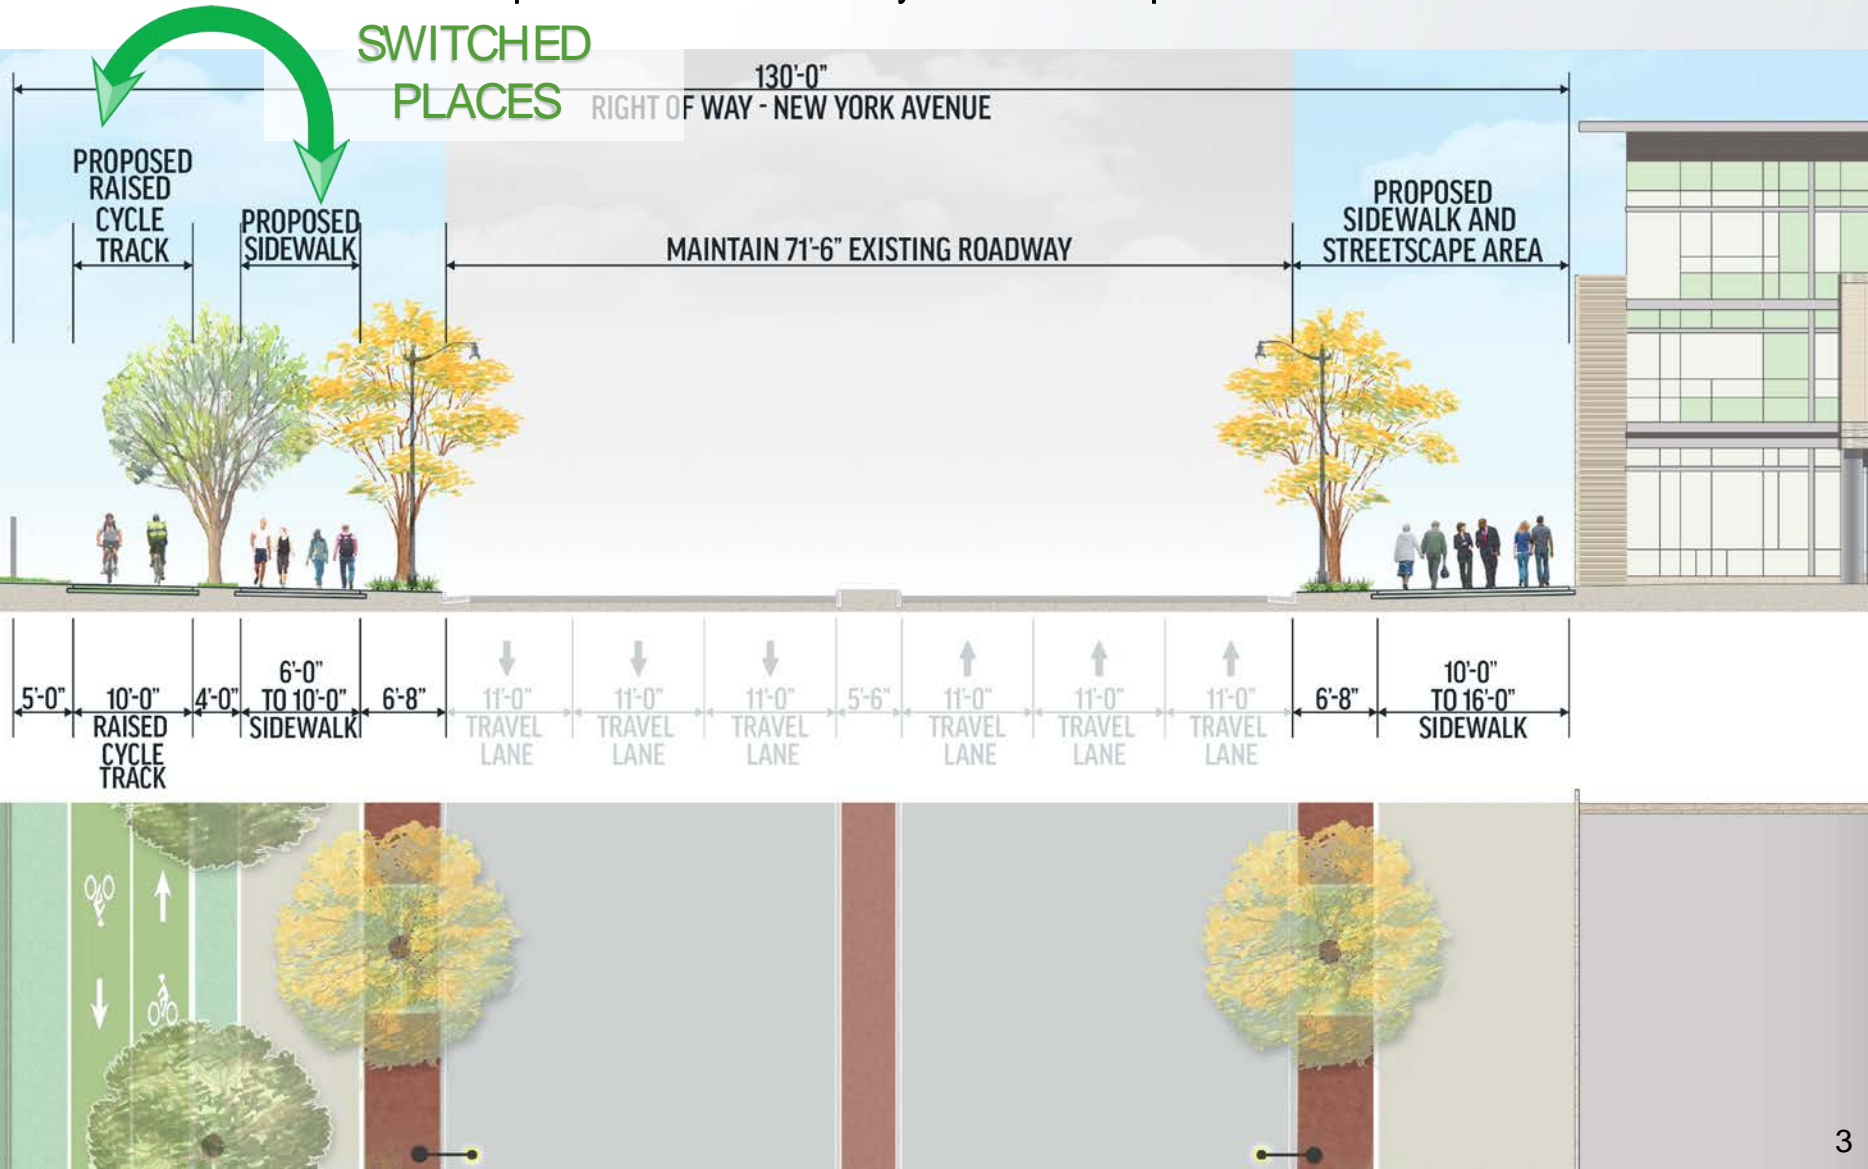 SWITCHED
PLACES
130'-0"
RIGHT OF WAY - NEW YORK AVENUE
PROPOSED
RAISED
CYCLE
TRACK
PROPOSED
SIDEWALK
MAINTAIN 71'-6" EXISTING ROADWAY
PROPOSED
SIDEWALK AND
STREETSCAPE AREA
5'-0"
10'-0"
RAISED
CYCLE
TRACK
4'-0"
6'-0"
TO 10'-0"
SIDEWALK
6'-8"
11'-0"
TRAVEL
LANE
11'-0"
TRAVEL
LANE
11'-0"
TRAVEL
LANE
5'-6"
11'-0"
TRAVEL
LANE
11'-0"
TRAVEL
LANE
11'-0"
TRAVEL
LANE
6'-8"
10'-0"
TO 16'-0"
SIDEWALK
3